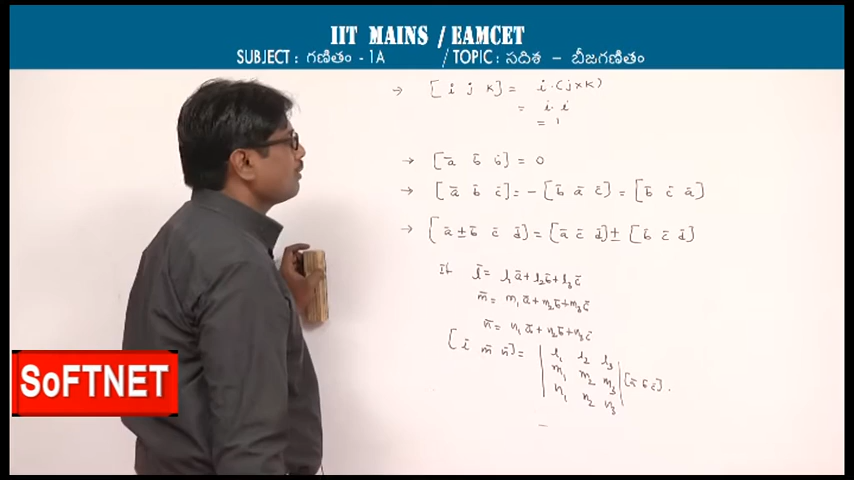 IIT MAINS / EAMCET
SUBJECT : గణితం - 1A / TOPIC : సదిశ – బీజగణితం
→ [ i j k ] = i · (j × k)
= i · i
= 1
→ [ā b̄ b̄] = 0
→ [ā b̄ c̄] = - [b̄ ā c̄] = [b̄ c̄ ā]
→ [ā ± b̄ c̄ d̄] = [ā c̄ d̄] ± [b̄ c̄ d̄]
If l̄ = l₁ā + l₂b̄ + l₃c̄
m̄ = m₁ā + m₂b̄ + m₃c̄
n̄ = n₁ā + n₂b̄ + n₃c̄
[l̄ m̄ n̄] = | l₁ l₂ l₃
m₁ m₂ m₃
n₁ n₂ n₃ | [ā b̄ c̄].
SoFTNET